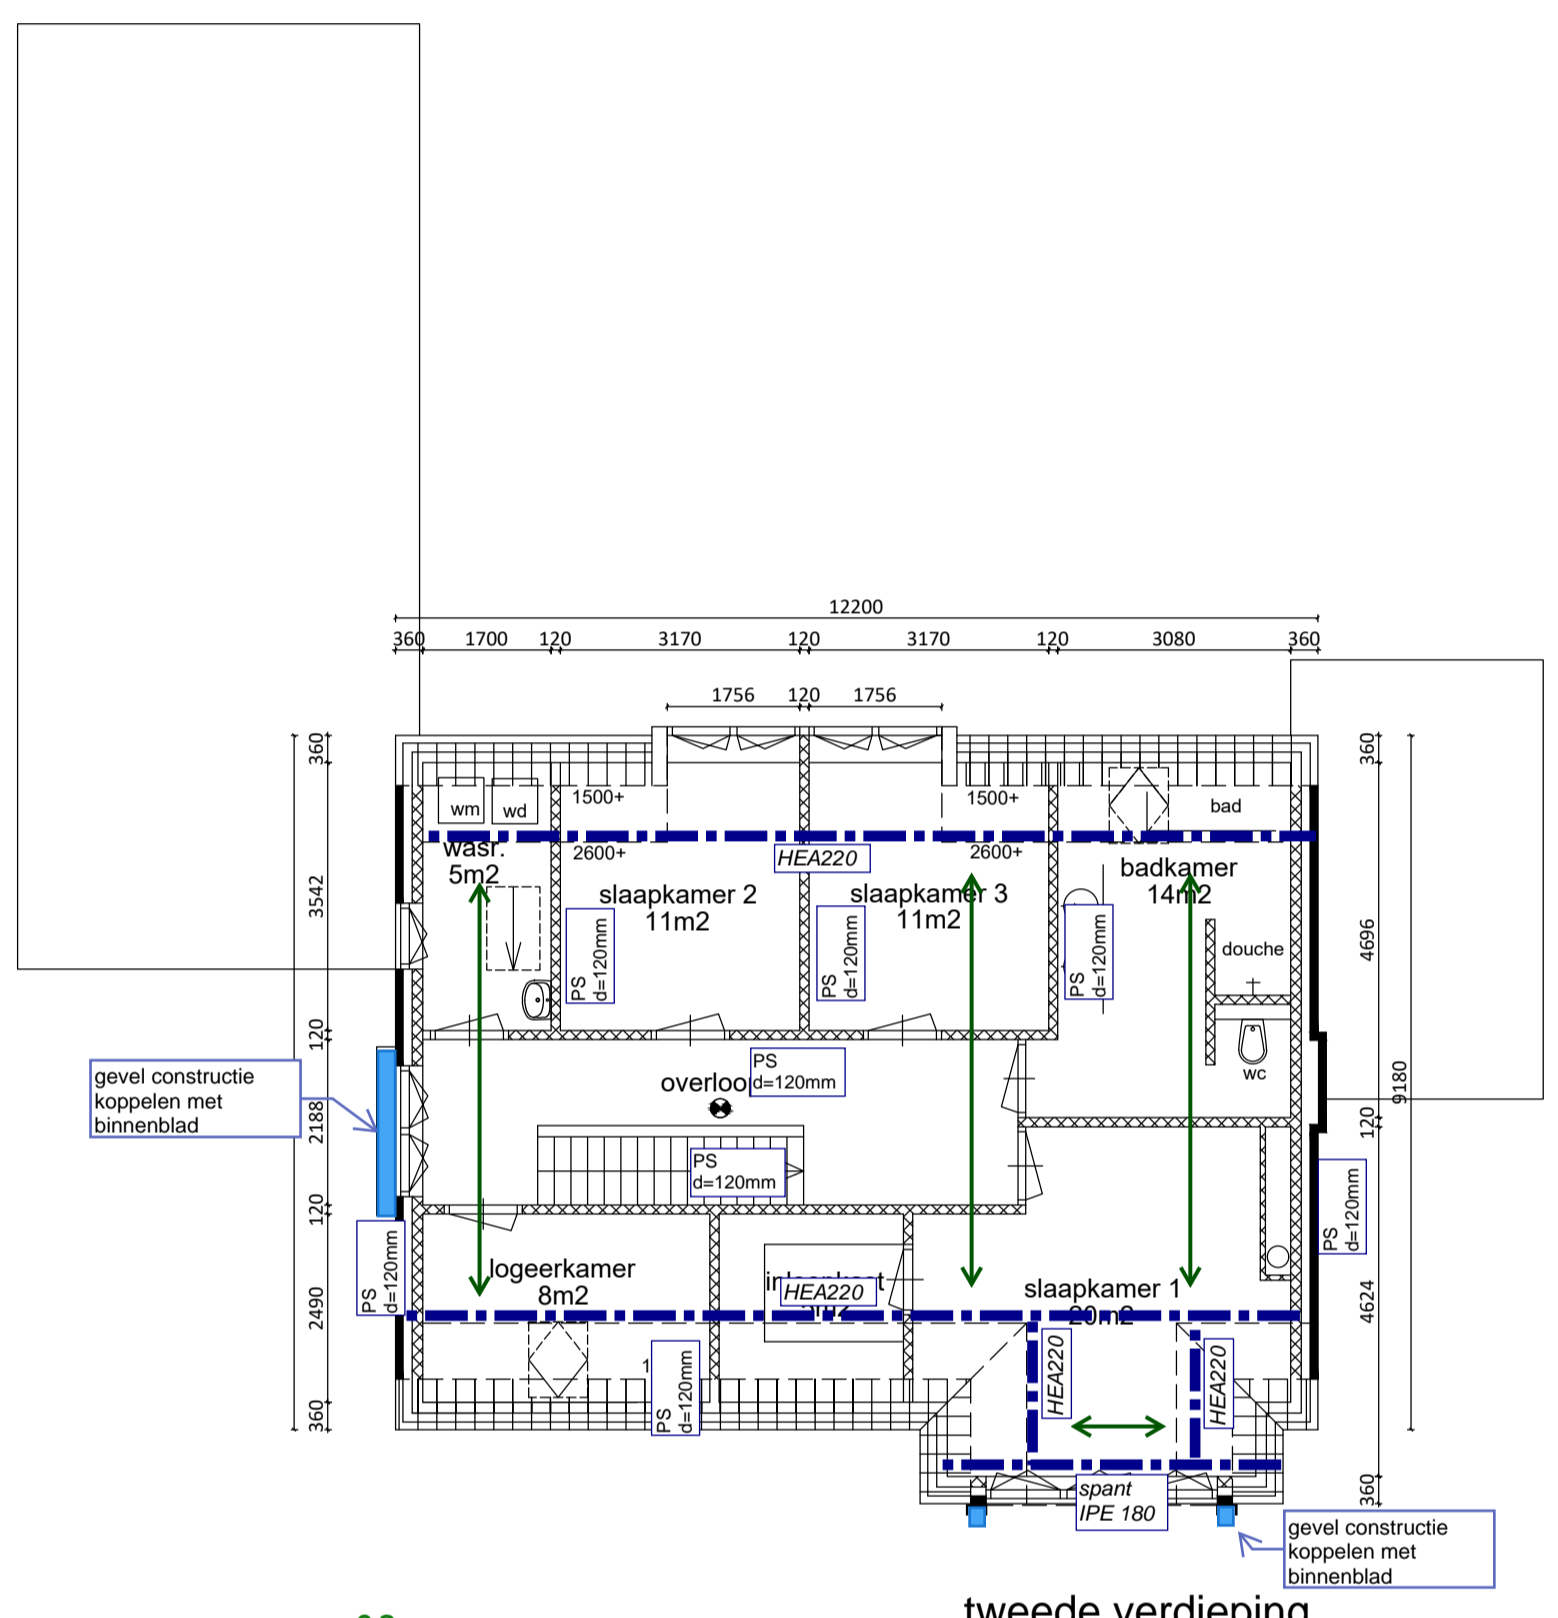 12200
360 1700 120 3170 120 3170 120 3080 360
1756 120 1756
360
360
wm
wd
1500+
1500+
bad
wasr.
5m2
2600+
HEA220
2600+
badkamer
14m2
slaapkamer 2
11m2
slaapkamer 3
11m2
3542
4696
PS
d=120mm
PS
d=120mm
PS
d=120mm
douche
120
wc
gevel constructie
koppelen met
binnenblad
overloo
PS
d=120mm
2188
9180
120
PS
d=120mm
PS
d=120mm
120
PS
d=120mm
logeerkamer
8m2
HEA220
slaapkamer 1
20m2
2490
4624
HEA220
HEA220
1
PS
d=120mm
360
spant
IPE 180
360
gevel constructie
koppelen met
binnenblad
tweede verdieping